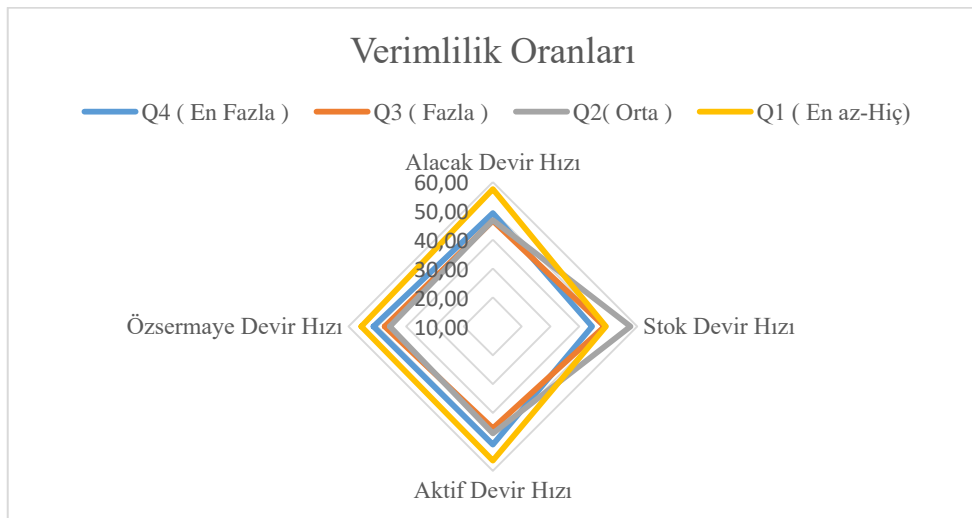 Verimlilik Oranları
Q4 ( En Fazla ) Q3 ( Fazla ) Q2( Orta ) Q1 ( En az-Hiç)
Alacak Devir Hızı
60,00
50,00
40,00
30,00
20,00
10,00
Özsermaye Devir Hızı
Stok Devir Hızı
Aktif Devir Hızı